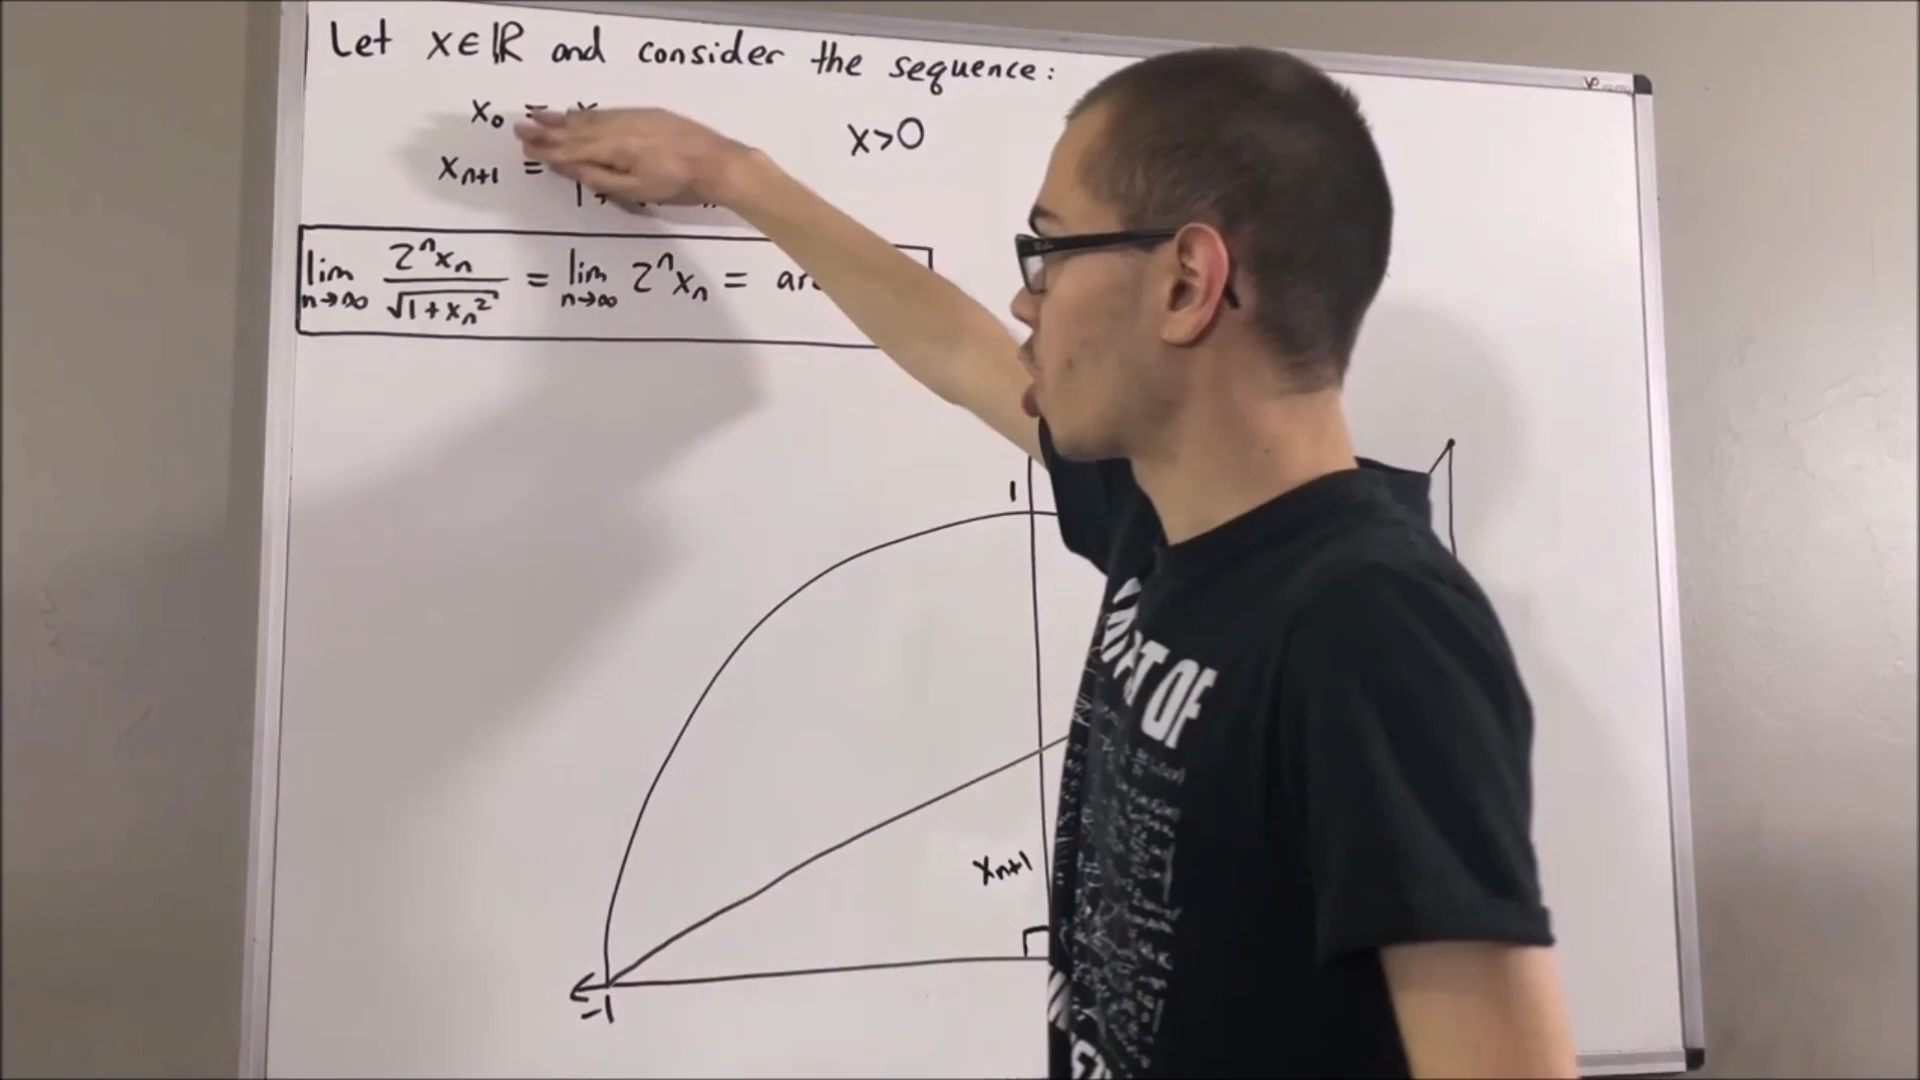 Let x∈ℝ and consider the sequence:
x₀ = x
x>0
xₙ₊₁ =
lim n→∞ 2ⁿxₙ / √(1+xₙ²) = lim n→∞ 2ⁿxₙ =
1
xₙ₊₁
-1
OF